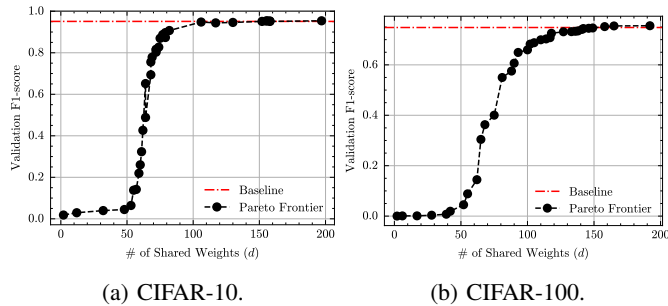 1.0
0.8
0.6
0.4
0.2
0.0
Validation F1-score
Baseline
Pareto Frontier
0 50 100 150 200
# of Shared Weights (d)
(a) CIFAR-10.
0.6
0.4
0.2
0.0
Validation F1-score
Baseline
Pareto Frontier
0 50 100 150 200
# of Shared Weights (d)
(b) CIFAR-100.